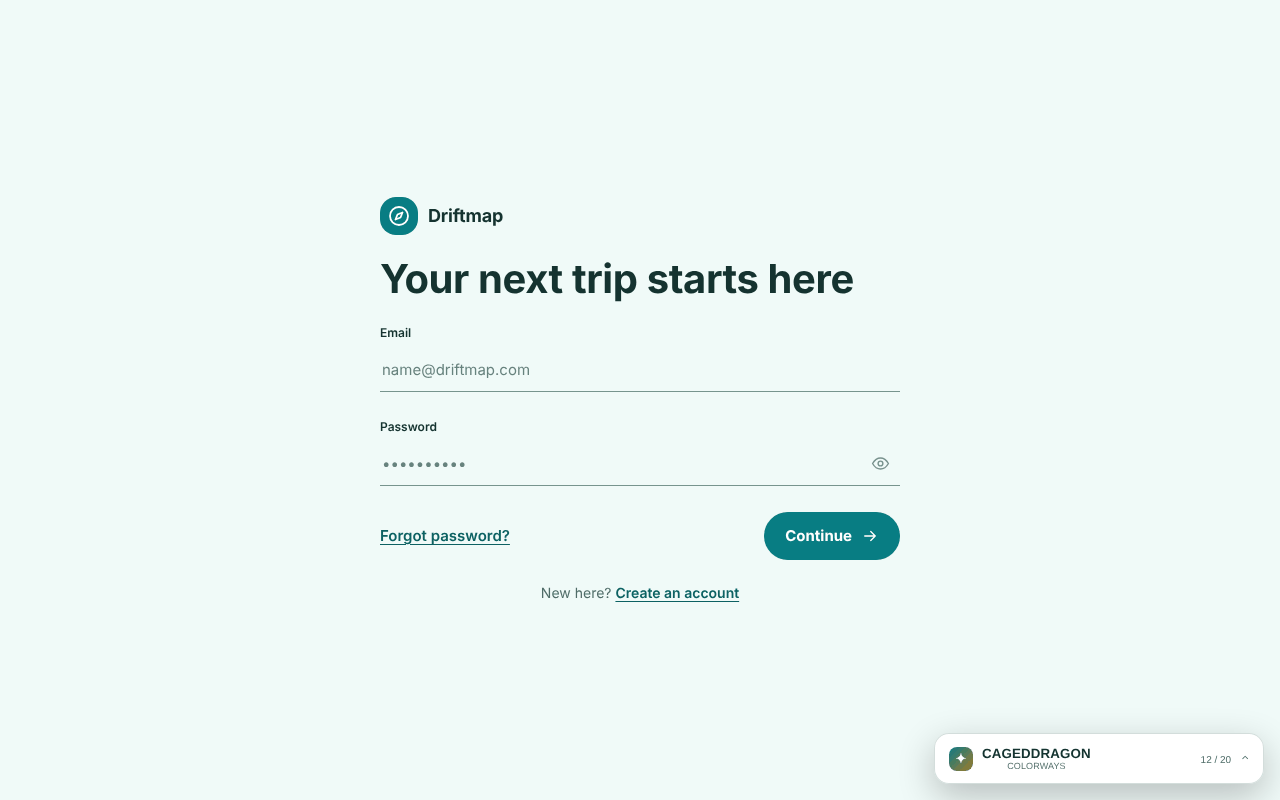 Driftmap
Your next trip starts here
Email
name@driftmap.com
Password
••••••••••
Forgot password?
Continue →
New here? Create an account
CAGEDDRAGON
COLORWAYS
12 / 20